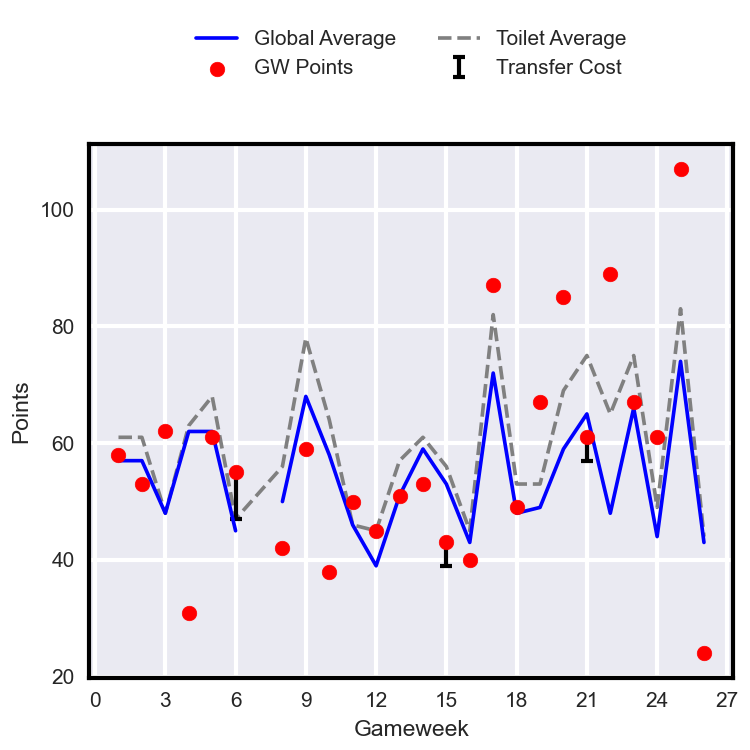 Global Average
Toilet Average
GW Points
Transfer Cost
100
80
60
40
20
Points
0 3 6 9 12 15 18 21 24 27
Gameweek